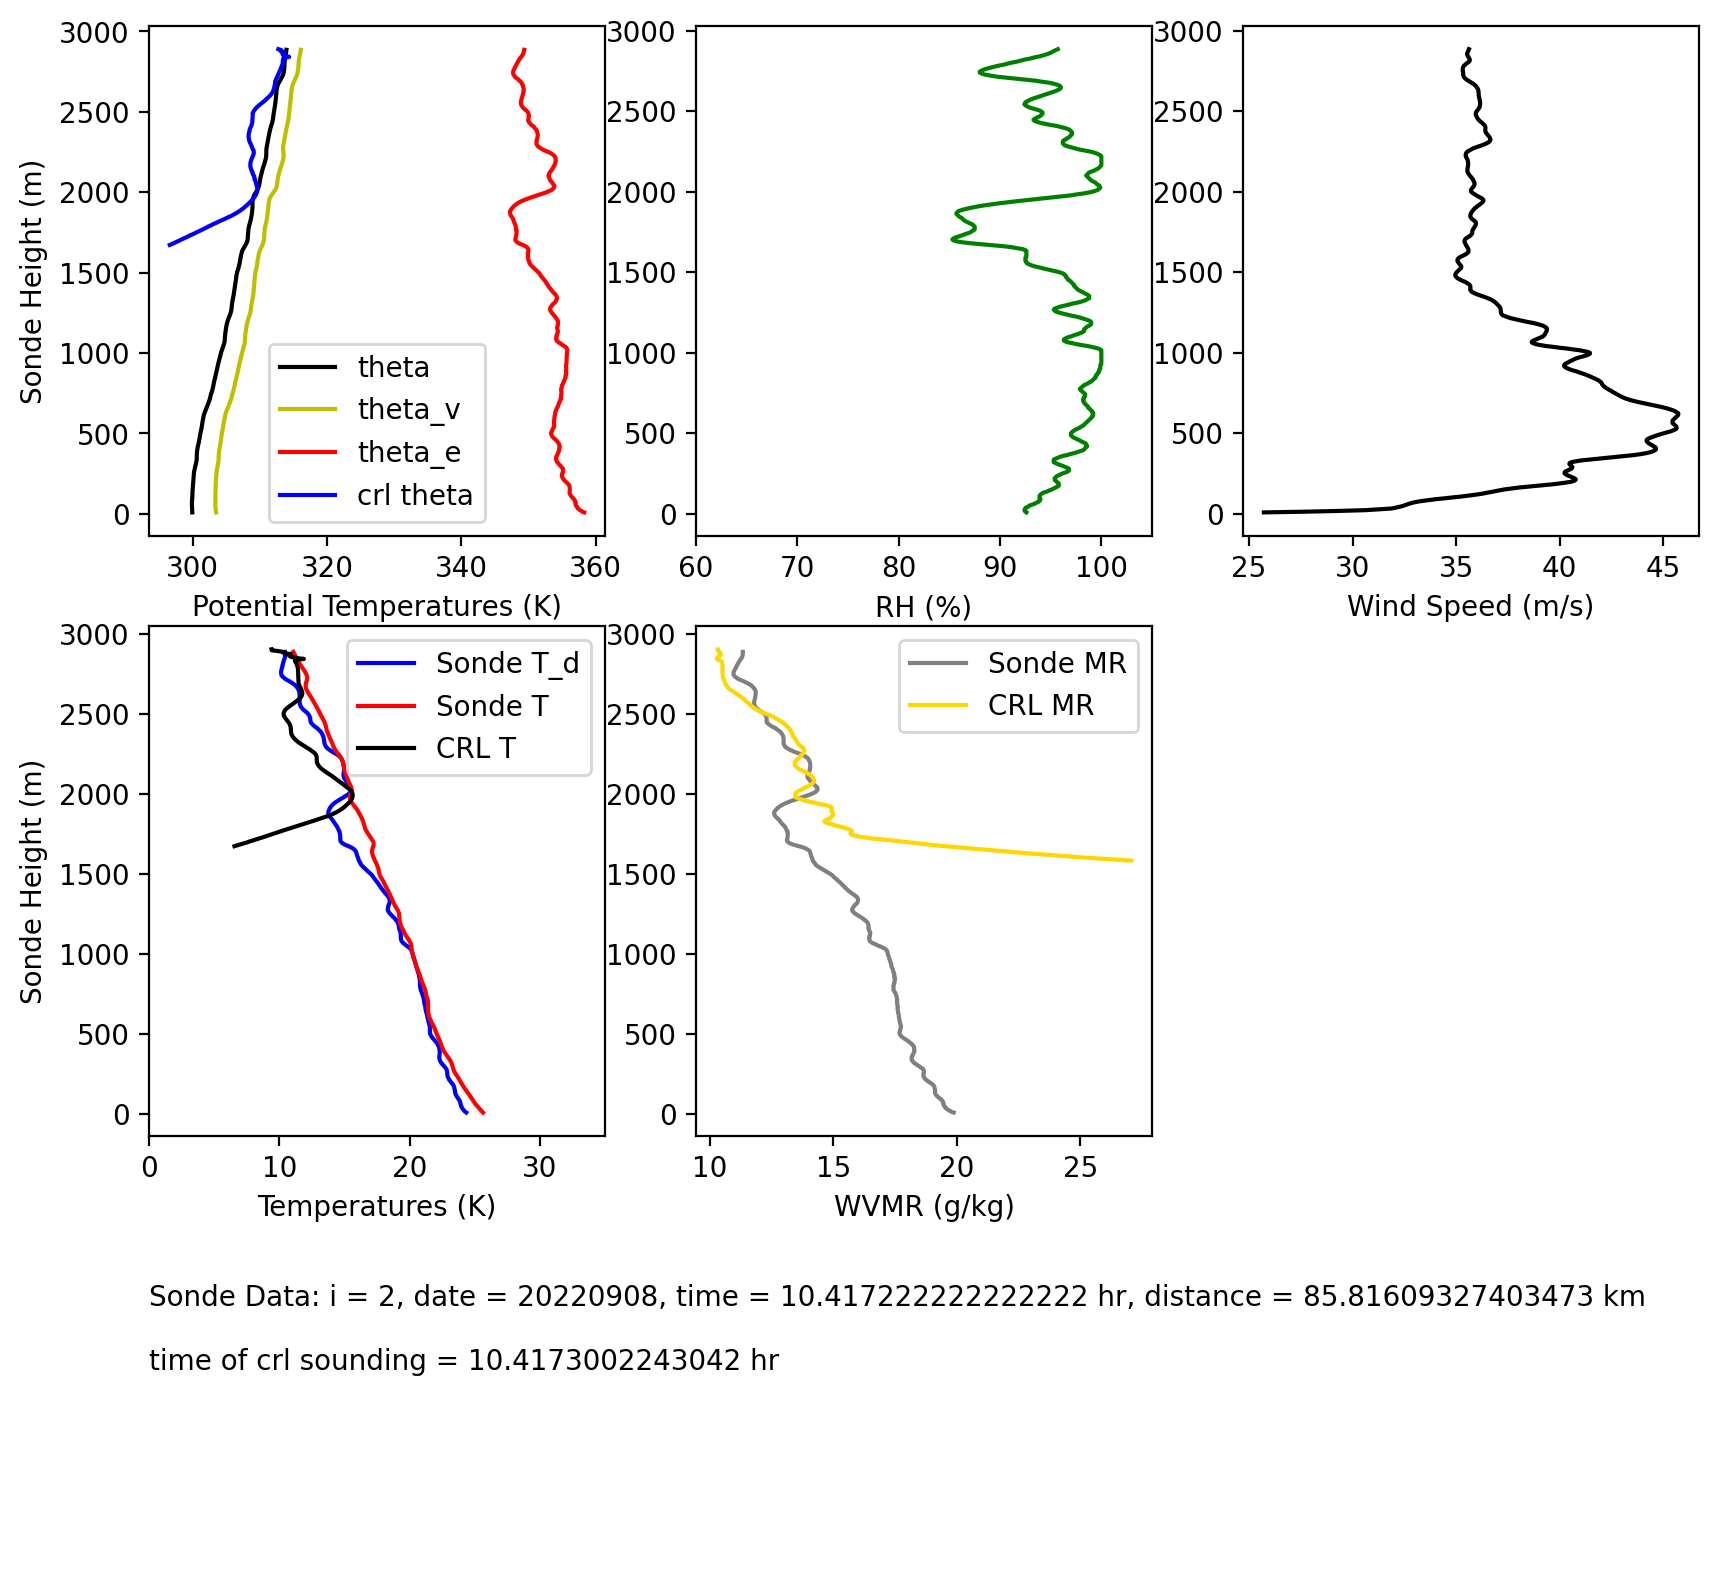 3000
2500
2000
1500
1000
500
0
Sonde Height (m)
theta
theta_v
theta_e
crl theta
300 320 340 360
Potential Temperatures (K)
3000
2500
2000
1500
1000
500
0
60 70 80 90 100
RH (%)
3000
2500
2000
1500
1000
500
0
25 30 35 40 45
Wind Speed (m/s)
3000
2500
2000
1500
1000
500
0
Sonde Height (m)
Sonde T_d
Sonde T
CRL T
0 10 20 30
Temperatures (K)
3000
2500
2000
1500
1000
500
0
Sonde MR
CRL MR
10 15 20 25
WVMR (g/kg)
Sonde Data: i = 2, date = 20220908, time = 10.417222222222222 hr, distance = 85.81609327403473 km
time of crl sounding = 10.4173002243042 hr